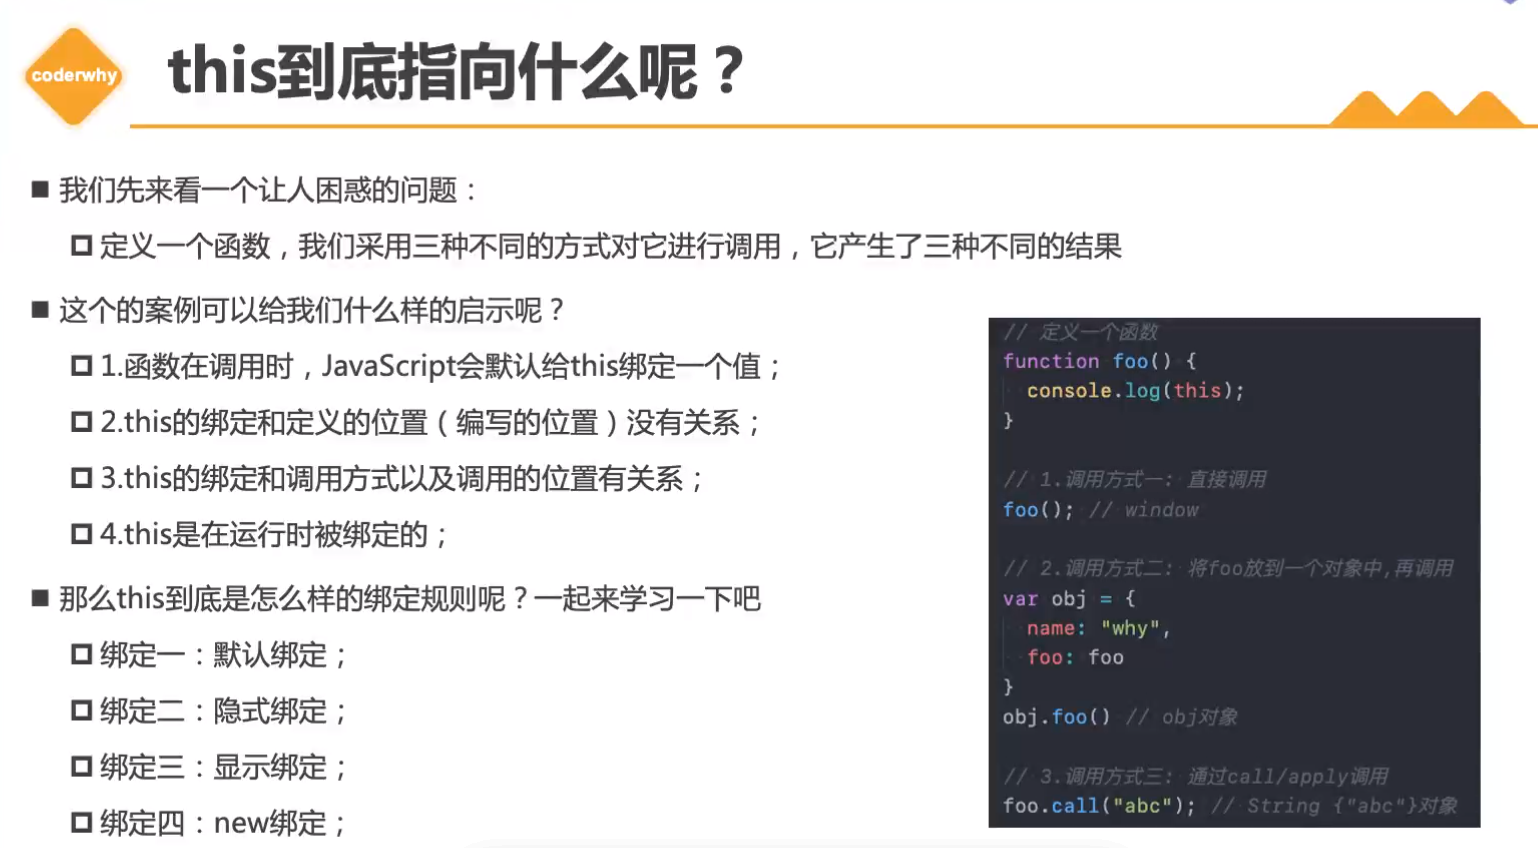 coderwhy
this到底指向什么呢？
我们先来看一个让人困惑的问题：
定义一个函数，我们采用三种不同的方式对它进行调用，它产生了三种不同的结果
这个的案例可以给我们什么样的启示呢？
1.函数在调用时，JavaScript会默认给this绑定一个值；
2.this的绑定和定义的位置（编写的位置）没有关系；
3.this的绑定和调用方式以及调用的位置有关系；
4.this是在运行时被绑定的；
那么this到底是怎么样的绑定规则呢？一起来学习一下吧
绑定一：默认绑定；
绑定二：隐式绑定；
绑定三：显示绑定；
绑定四：new绑定；
// 定义一个函数
function foo() {
console.log(this);
}
// 1.调用方式一: 直接调用
foo(); // window
// 2.调用方式二: 将foo放到一个对象中,再调用
var obj = {
name: "why",
foo: foo
}
obj.foo() // obj对象
// 3.调用方式三: 通过call/apply调用
foo.call("abc"); // String {"abc"}对象